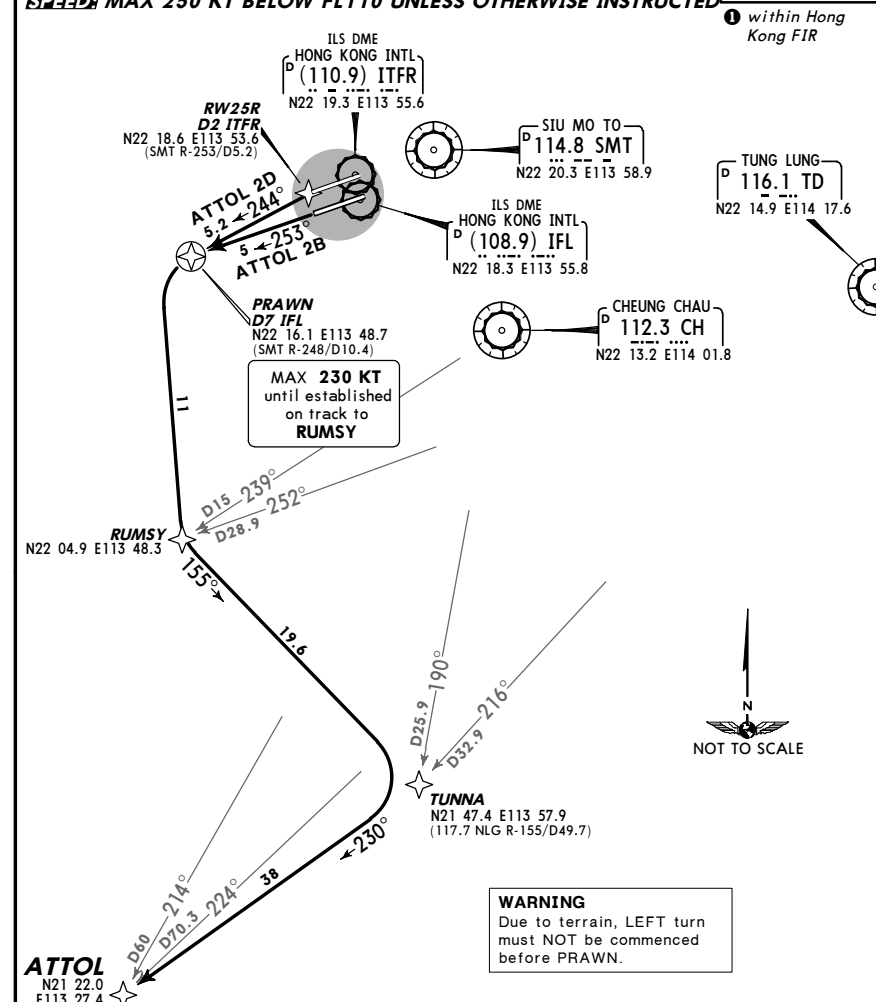 SPEED: MAX 250 KT BELOW FL110 UNLESS OTHERWISE INSTRUCTED
1 within Hong
Kong FIR
ILS DME
HONG KONG INTL
D (110.9) ITFR
N22 19.3 E113 55.6
RW25R
D2 ITFR
N22 18.6 E113 53.6
(SMT R-253/D5.2)
SIU MO TO
D 114.8 SMT
N22 20.3 E113 58.9
TUNG LUNG
D 116.1 TD
N22 14.9 E114 17.6
ATTOL 2D
5.2 244°
5 253°
ATTOL 2B
ILS DME
HONG KONG INTL
D (108.9) IFL
N22 18.3 E113 55.8
PRAWN
D7 IFL
N22 16.1 E113 48.7
(SMT R-248/D10.4)
CHEUNG CHAU
D 112.3 CH
N22 13.2 E114 01.8
MAX 230 KT
until established
on track to
RUMSY
11
D15 239°
D28.9 252°
RUMSY
N22 04.9 E113 48.3
155°
19.6
D25.9 190°
D32.9 216°
N
NOT TO SCALE
TUNNA
N21 47.4 E113 57.9
(117.7 NLG R-155/D49.7)
230°
38
D60 214°
D70.3 224°
WARNING
Due to terrain, LEFT turn
must NOT be commenced
before PRAWN.
ATTOL
N21 22.0
E113 27.4